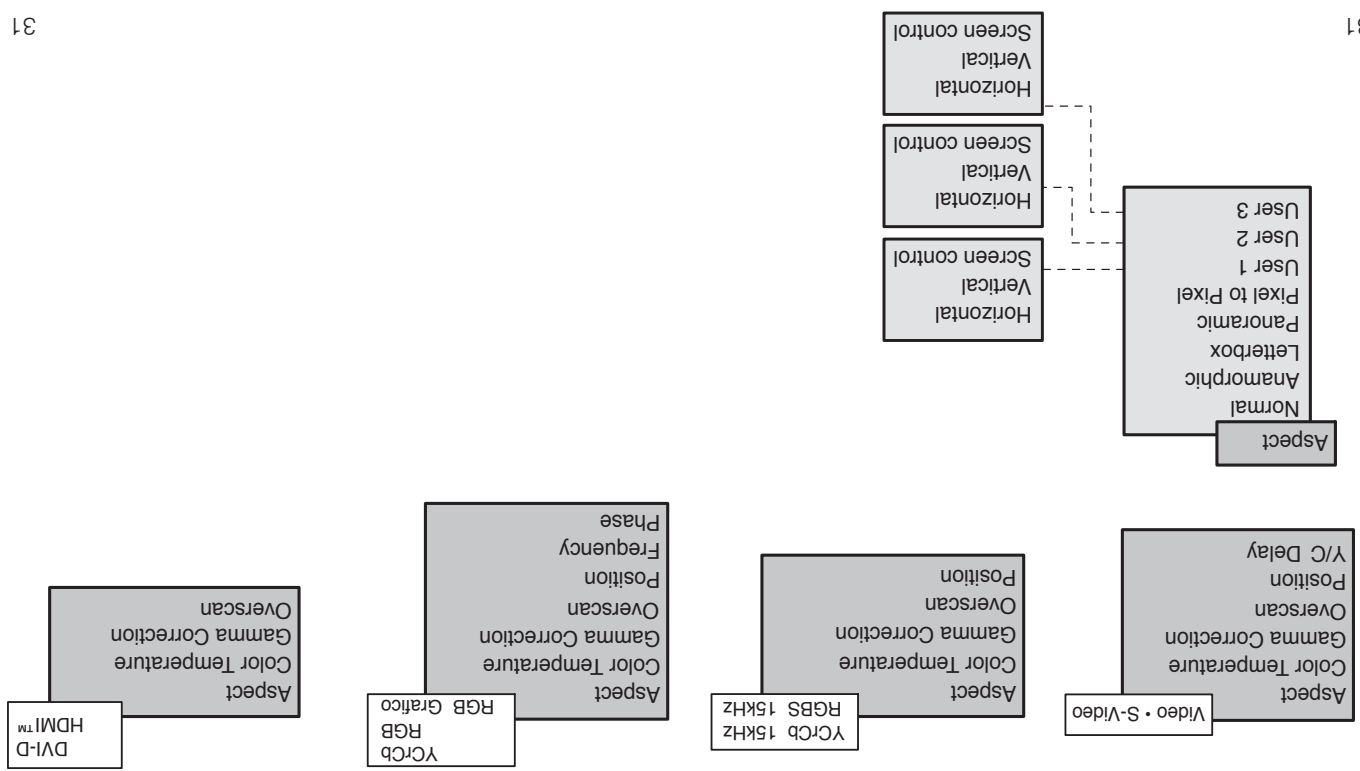 Video • S-Video
Aspect
Color Temperature
Gamma Correction
Overscan
Position
Y/C Delay
YCrCb 15kHz
RGBS 15kHz
Aspect
Color Temperature
Gamma Correction
Overscan
Position
YCrCb
RGB
RGB Grafico
Aspect
Color Temperature
Gamma Correction
Overscan
Position
Frequency
Phase
DVI-D
HDMI™
Aspect
Color Temperature
Gamma Correction
Overscan
Aspect
Normal
Anamorphic
Letterbox
Panoramic
Pixel to Pixel
User 1
User 2
User 3
Horizontal
Vertical
Screen control
Horizontal
Vertical
Screen control
Horizontal
Vertical
Screen control
31
31